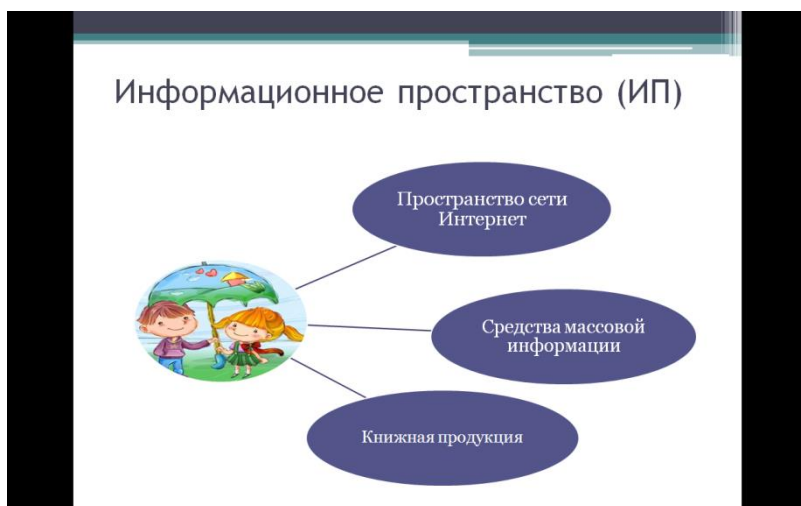 Информационное пространство (ИП)
Пространство сети
Интернет
Средства массовой
информации
Книжная продукция